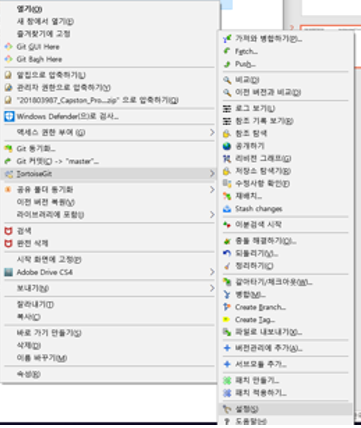 열기(O)
새 창에서 열기(E)
즐겨찾기에 고정
Git GUI Here
Git Bash Here
알집으로 압축하기(L)
관리자 권한으로 압축하기(Y)
"201803987_Capston_Pro...zip" 으로 압축하기(Q)
Windows Defender(으)로 검사...
액세스 권한 부여(G)
Git 동기화...
Git 커밋(C) -> "master"...
TortoiseGit
공유 폴더 동기화
이전 버전 복원(V)
라이브러리에 포함(I)
검색
완전 삭제
시작 화면에 고정(P)
Adobe Drive CS4
보내기(N)
잘라내기(T)
복사(C)
바로 가기 만들기(S)
삭제(D)
이름 바꾸기(M)
속성(R)
가져와 병합하기(P)...
Fetch...
Push...
비교(D)
이전 버전과 비교(D)
로그 보기(L)
참조 기록 보기(R)
참조 탐색
공개하기
리비전 그래프(G)
저장소 탐색기(R)
수정사항 확인(F)
재배치...
Stash changes
이분검색 시작
충돌 해결하기(O)...
되돌리기(V)...
정리하기(C)
갈아타기/체크아웃(W)...
병합(M)...
Create Branch...
Create Tag...
파일로 내보내기(X)...
버전관리에 추가(A)...
서브모듈 추가...
패치 만들기...
패치 적용하기...
설정(S)
도움말(H)